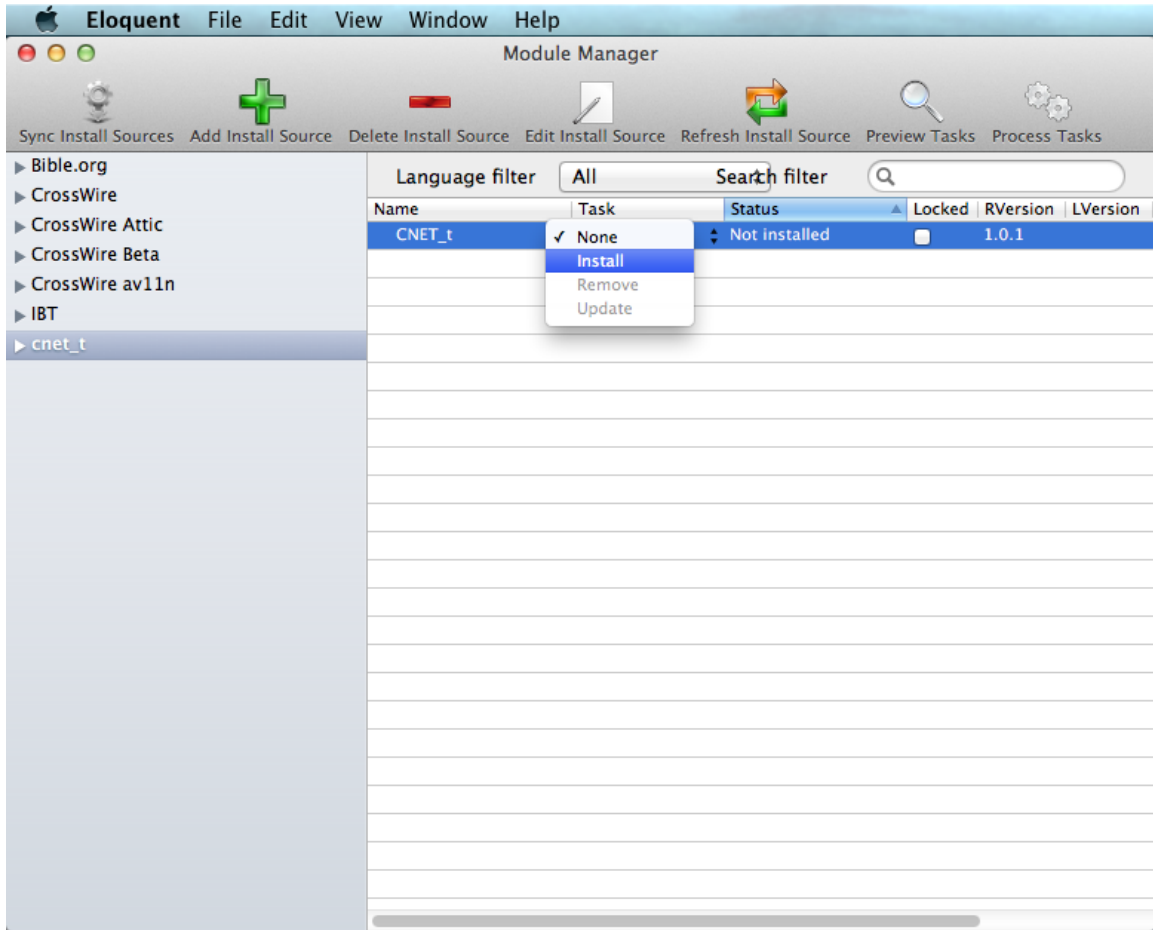 Eloquent File Edit View Window Help
Module Manager
Sync Install Sources Add Install Source Delete Install Source Edit Install Source Refresh Install Source Preview Tasks Process Tasks
Bible.org
CrossWire
CrossWire Attic
CrossWire Beta
CrossWire av11n
IBT
cnet_t
Language filter All Search filter
Name Task Status Locked RVersion LVersion
CNET_t Not installed 1.0.1
✓ None
Install
Remove
Update